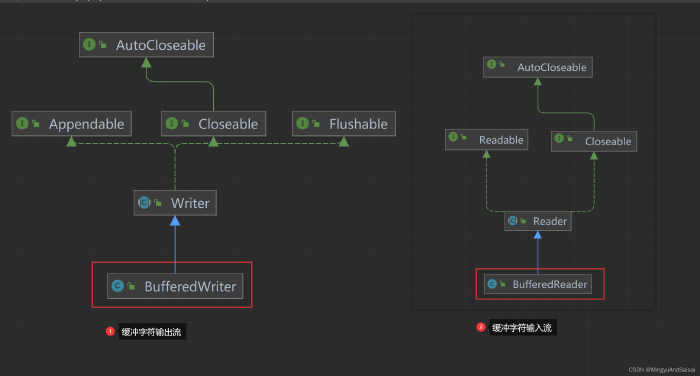 AutoCloseable
Appendable
Closeable
Flushable
Writer
BufferedWriter
1 缓冲字符输出流
AutoCloseable
Readable
Closeable
Reader
BufferedReader
2 缓冲字符输入流
CSDN @MingyuAndSaisai